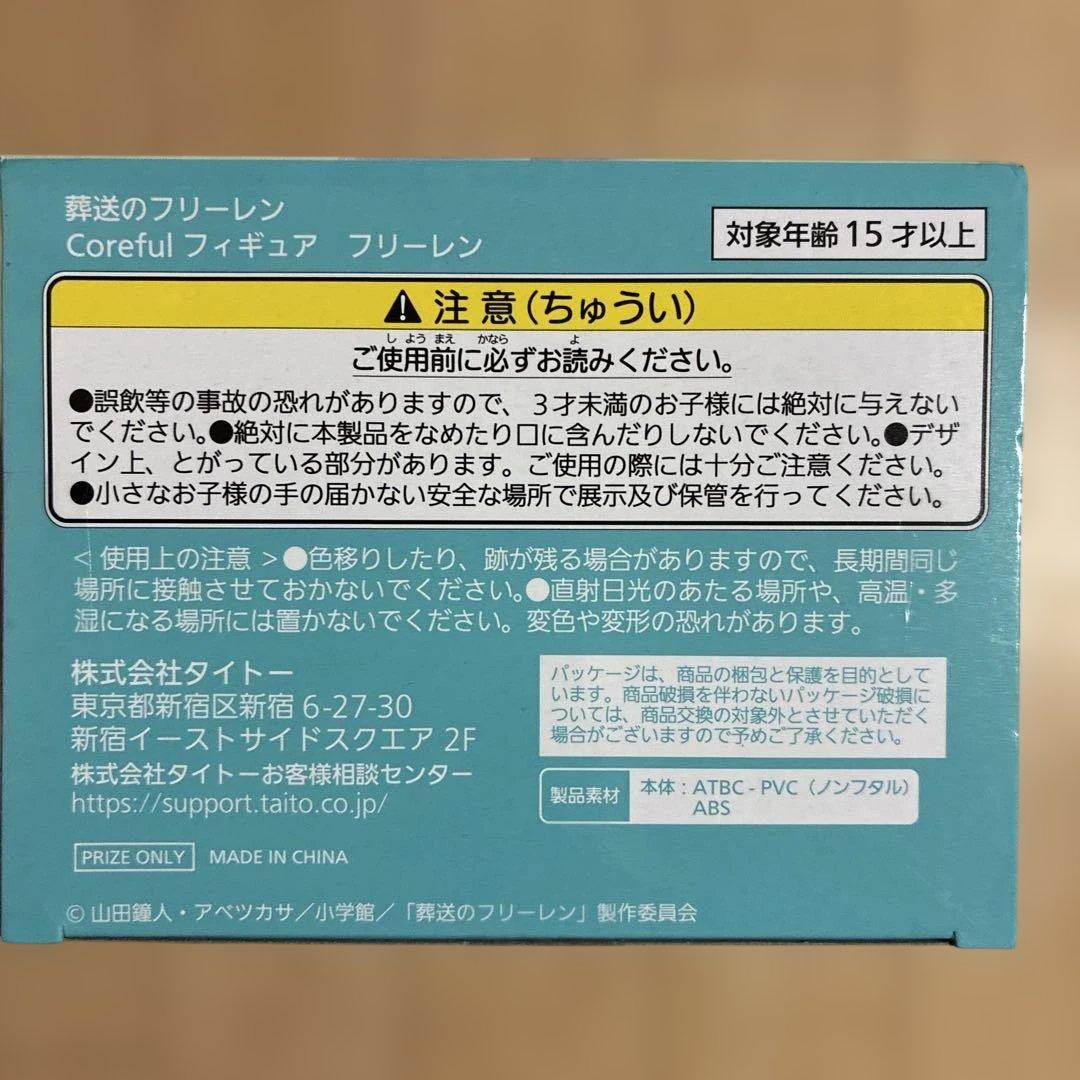 葬送のフリーレン
Coreful フィギュア　フリーレン
対象年齢 15 才以上
注 意（ちゅうい）
ご使用前に必ずお読みください。
●誤飲等の事故の恐れがありますので、３才未満のお子様には絶対に与えない
でください。●絶対に本製品をなめたり口に含んだりしないでください。●デザ
イン上、とがっている部分があります。ご使用の際には十分ご注意ください。
●小さなお子様の手の届かない安全な場所で展示及び保管を行ってください。
＜ 使用上の注意 ＞●色移りしたり、跡が残る場合がありますので、長期間同じ
場所に接触させておかないでください。●直射日光のあたる場所や、高温・多
湿になる場所には置かないでください。変色や変形の恐れがあります。
株式会社タイトー
東京都新宿区新宿 6-27-30
新宿イーストサイドスクエア 2F
株式会社タイトーお客様相談センター
https://support.taito.co.jp/
PRIZE ONLY MADE IN CHINA
パッケージは、商品の梱包と保護を目的として
います。商品破損を伴わないパッケージ破損に
ついては、商品交換の対象外とさせていただく
場合がございますので予めご了承ください。
製品素材 本体：ATBC - PVC（ノンフタル）
ABS
© 山田鐘人・アベツカサ／小学館／「葬送のフリーレン」製作委員会